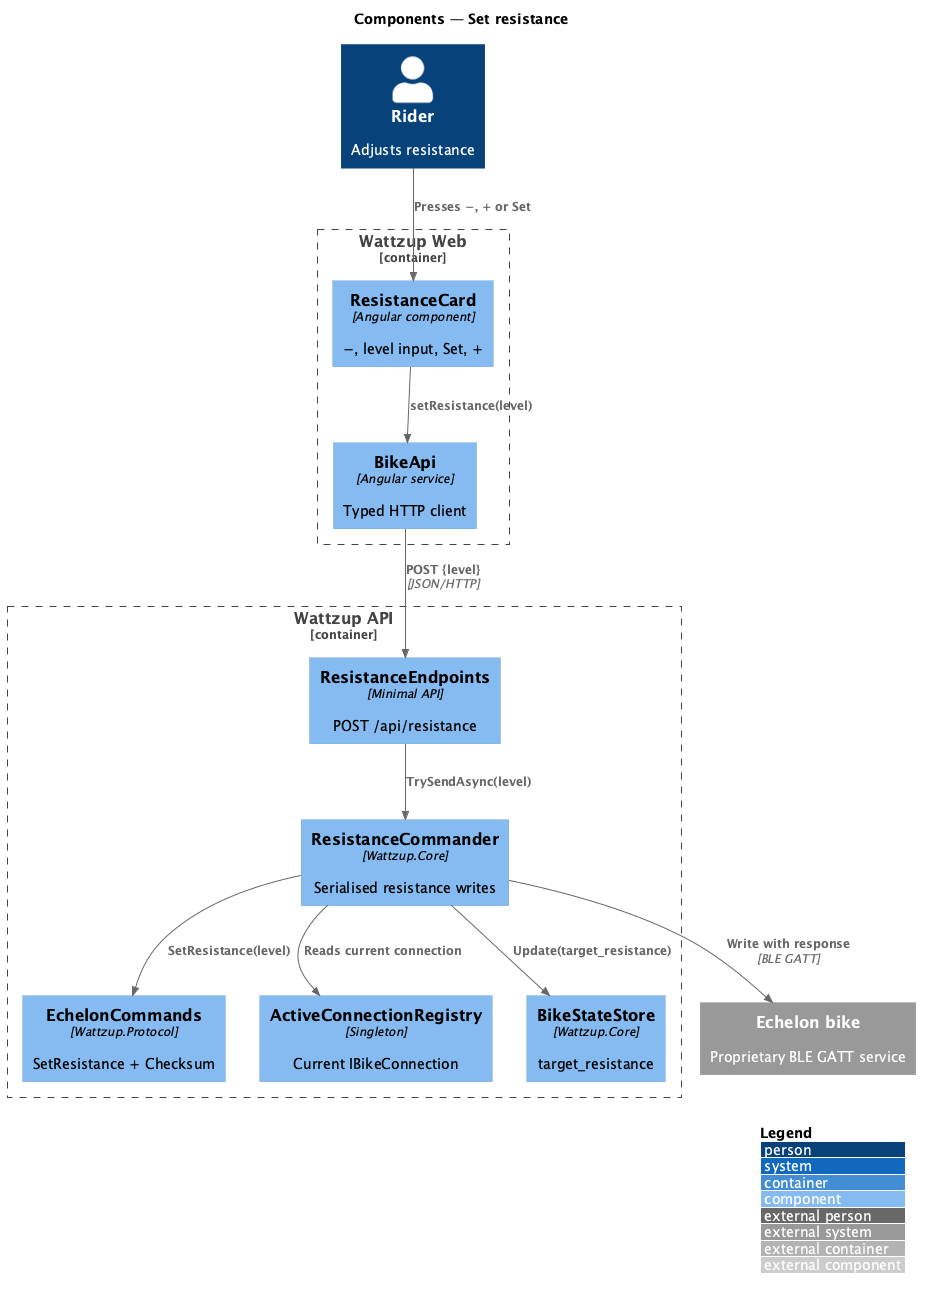 Components — Set resistance
Rider
Adjusts resistance
Presses −, + or Set
Wattzup Web
[container]
ResistanceCard
[Angular component]
−, level input, Set, +
setResistance(level)
BikeApi
[Angular service]
Typed HTTP client
POST {level}
[JSON/HTTP]
Wattzup API
[container]
ResistanceEndpoints
[Minimal API]
POST /api/resistance
TrySendAsync(level)
ResistanceCommander
[Wattzup.Core]
Serialised resistance writes
SetResistance(level)
Reads current connection
Update(target_resistance)
Write with response
[BLE GATT]
EchelonCommands
[Wattzup.Protocol]
SetResistance + Checksum
ActiveConnectionRegistry
[Singleton]
Current IBikeConnection
BikeStateStore
[Wattzup.Core]
target_resistance
Echelon bike
Proprietary BLE GATT service
Legend
person
system
container
component
external person
external system
external container
external component